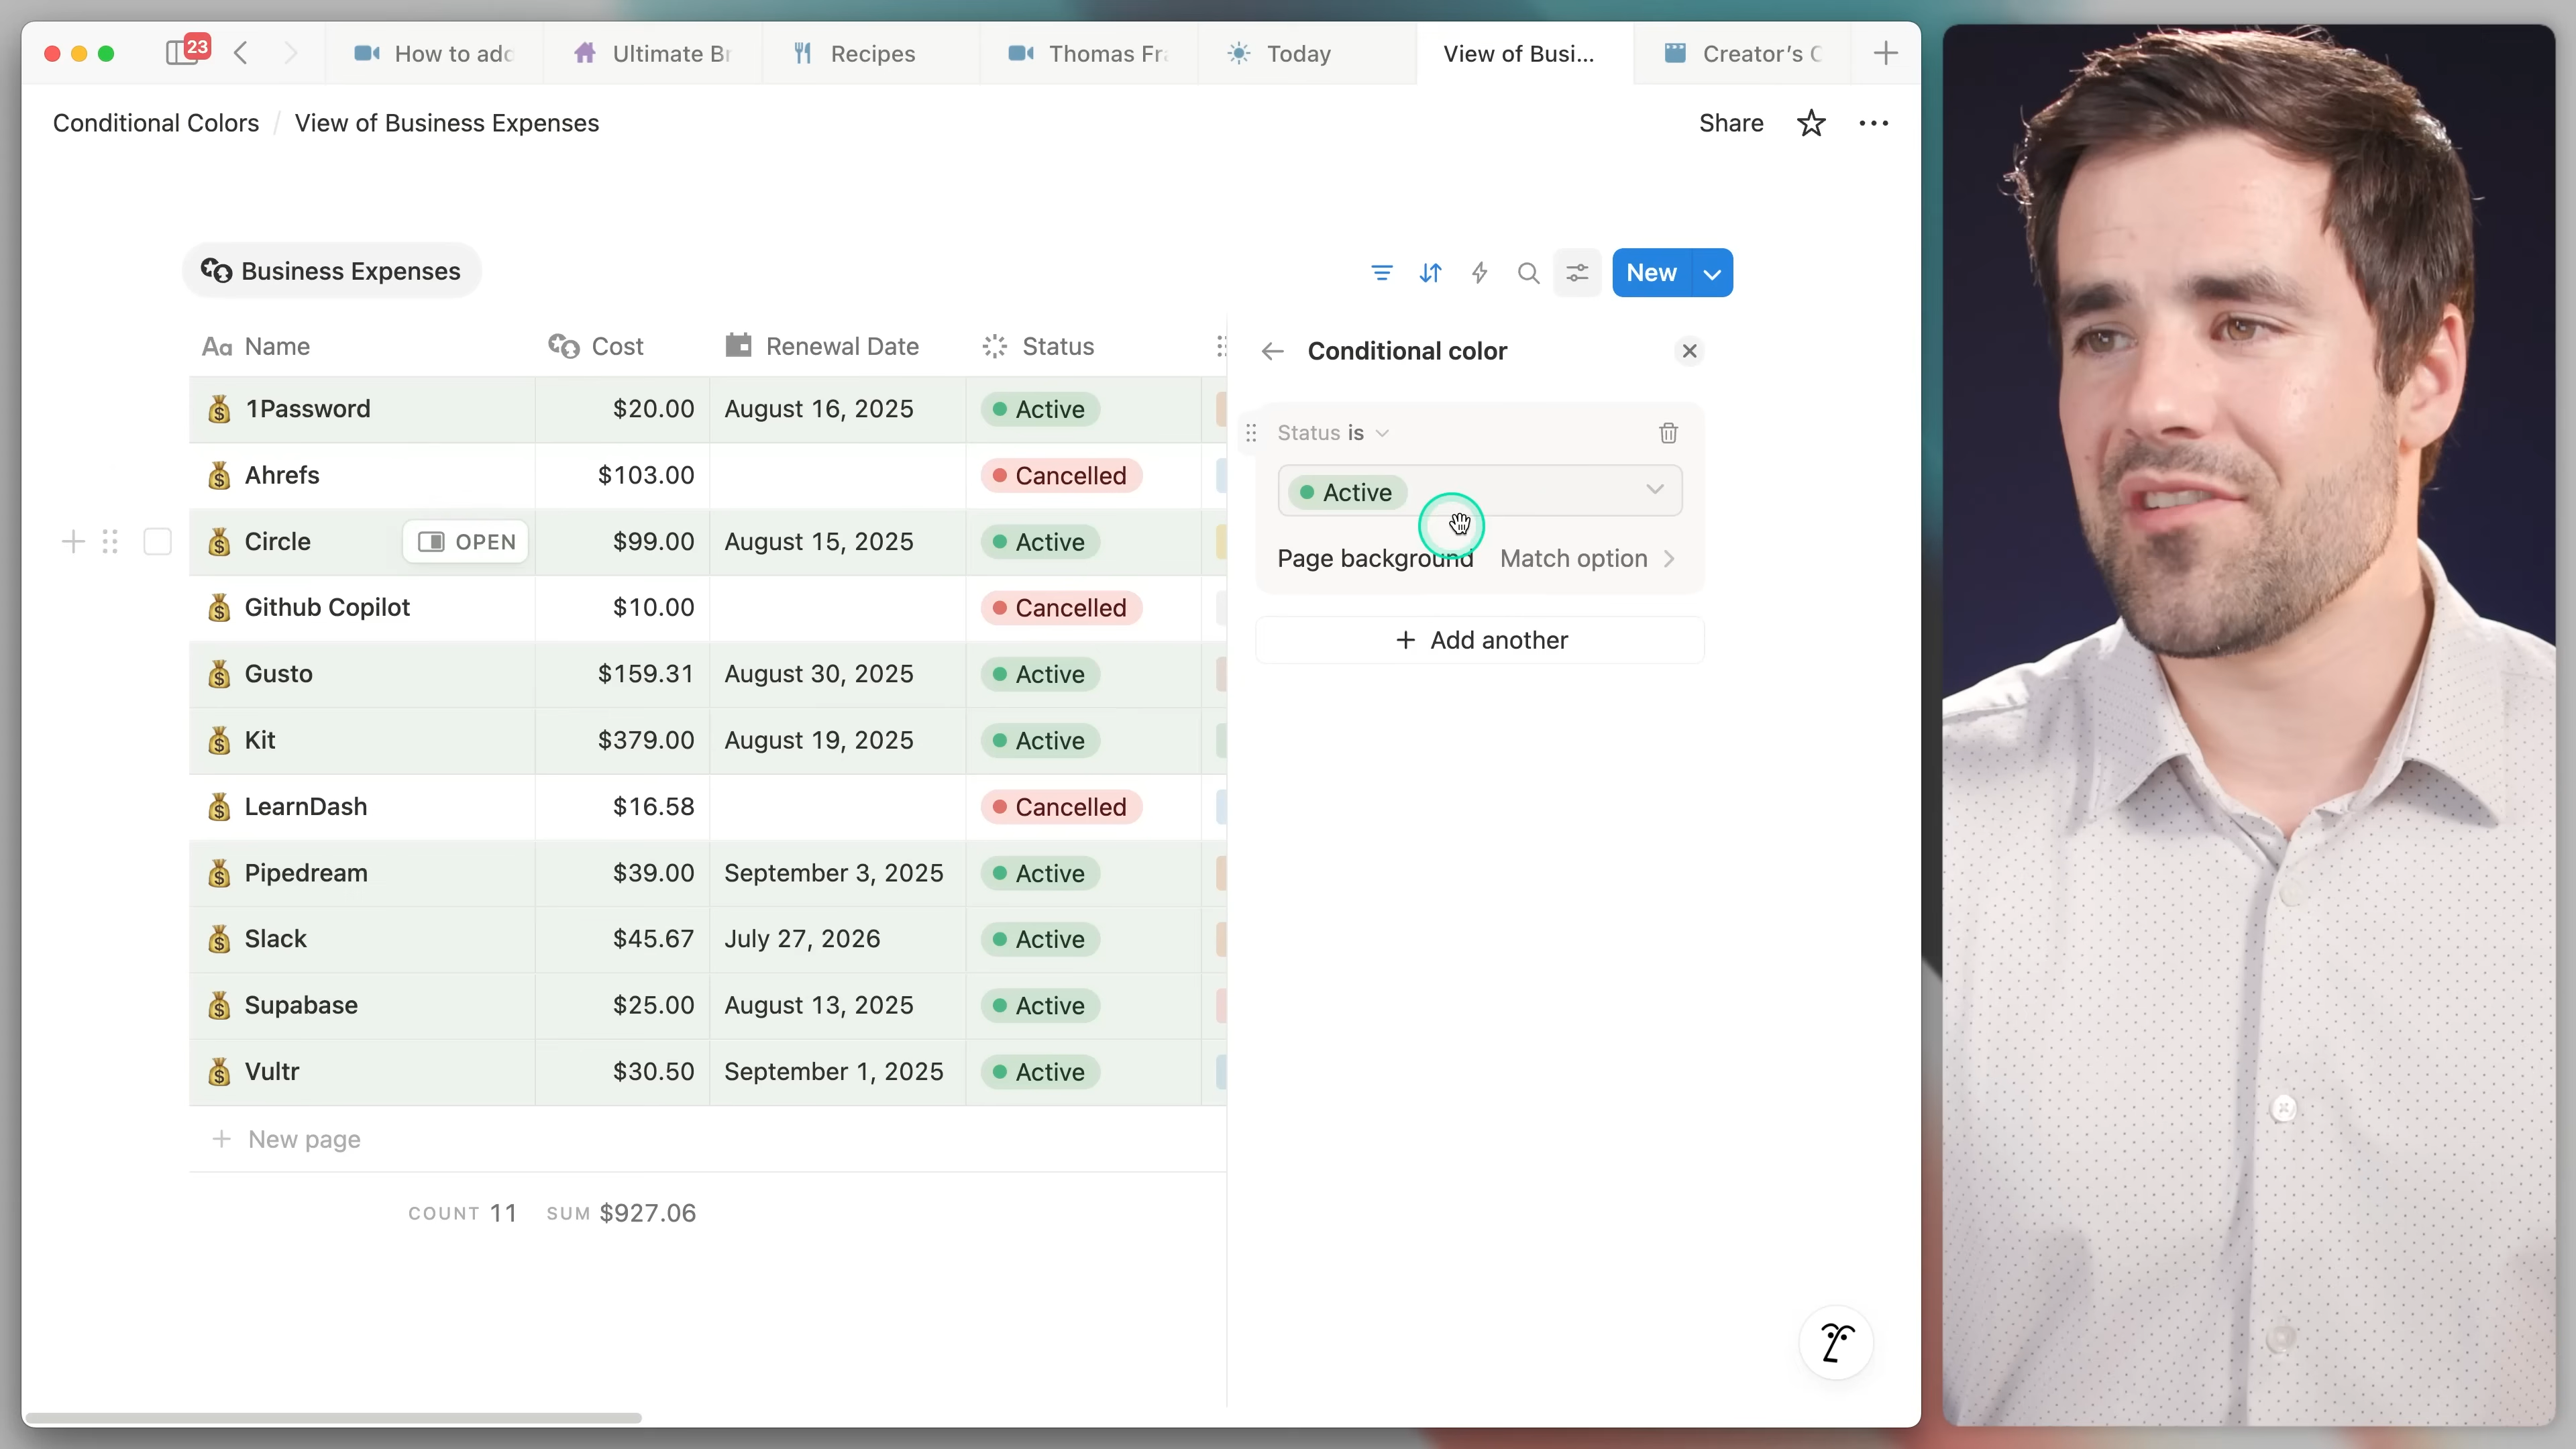 23
How to add
Ultimate Br
Recipes
Thomas Fra
Today
View of Busi...
Creator's C
Conditional Colors / View of Business Expenses
Share
Business Expenses
New
Aa Name
Cost
Renewal Date
Status
1Password $20.00 August 16, 2025 Active
Ahrefs $103.00 Cancelled
Circle OPEN $99.00 August 15, 2025 Active
Github Copilot $10.00 Cancelled
Gusto $159.31 August 30, 2025 Active
Kit $379.00 August 19, 2025 Active
LearnDash $16.58 Cancelled
Pipedream $39.00 September 3, 2025 Active
Slack $45.67 July 27, 2026 Active
Supabase $25.00 August 13, 2025 Active
Vultr $30.50 September 1, 2025 Active
+ New page
COUNT 11 SUM $927.06
Conditional color
Status is
Active
Page background Match option
+ Add another